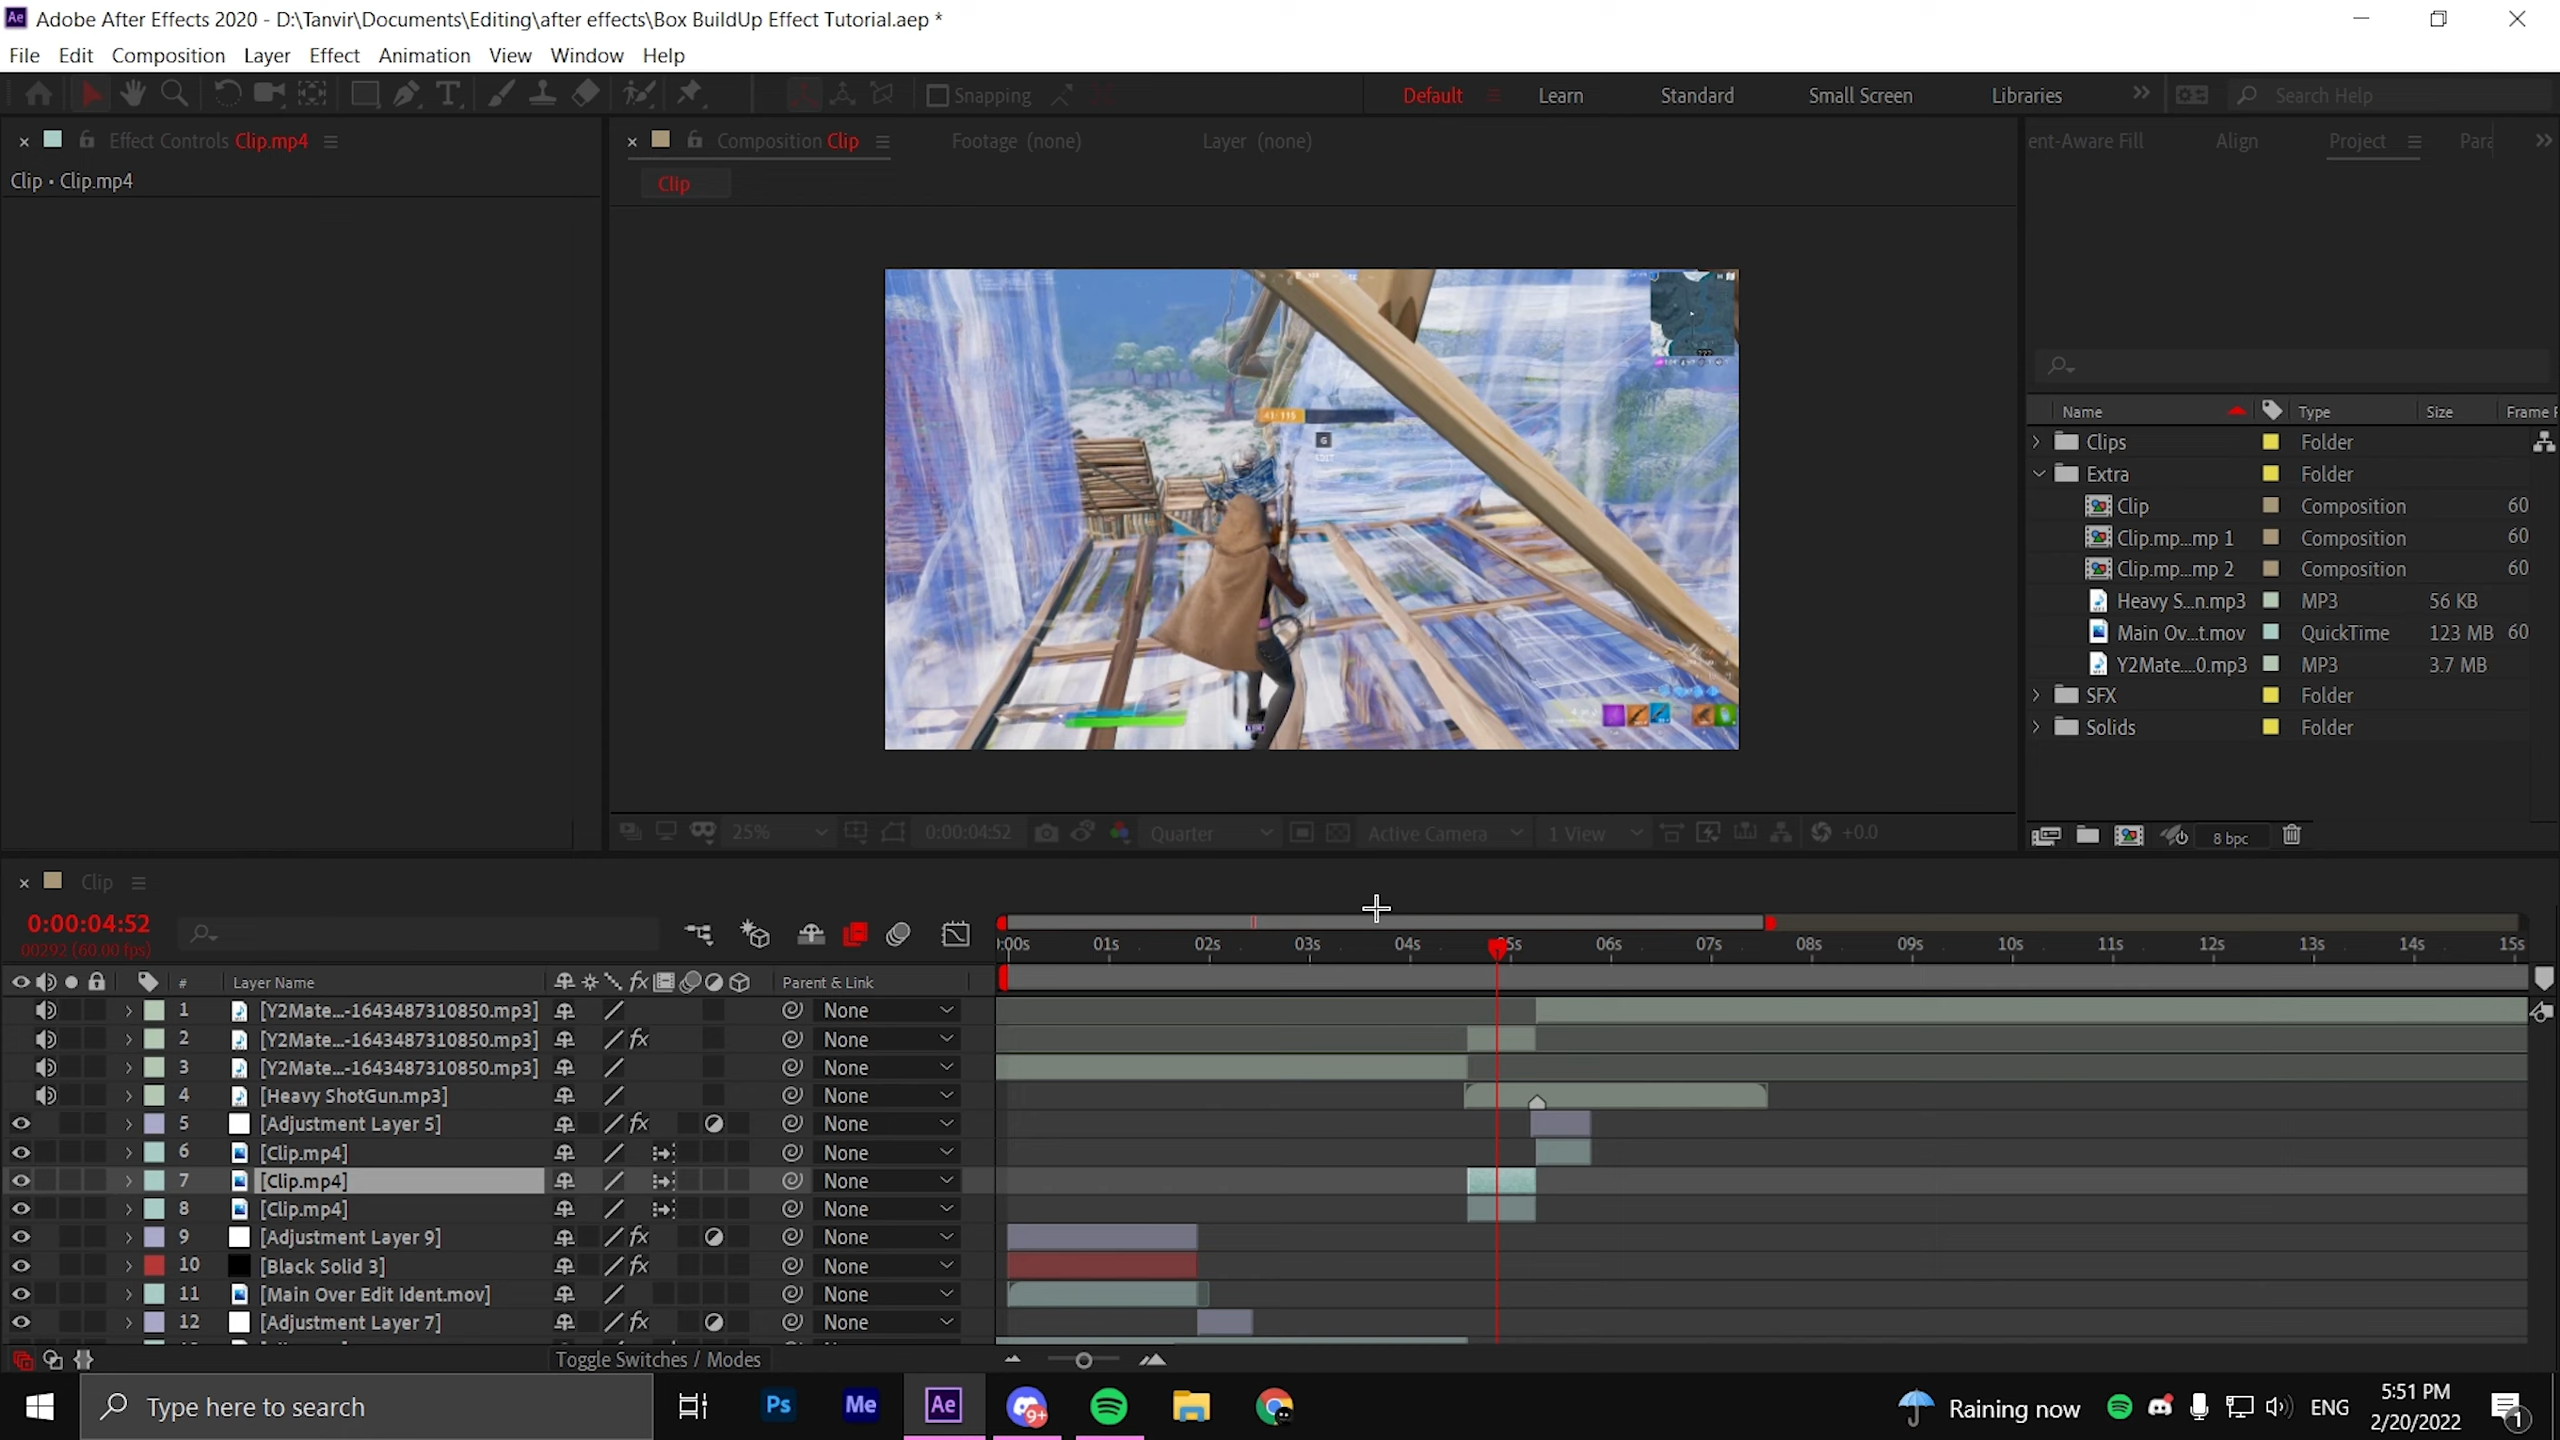 Adobe After Effects 2020 - D:\Tanvir\Documents\Editing\after effects\Box BuildUp Effect Tutorial.aep *
File Edit Composition Layer Effect Animation View Window Help
Snapping Default Learn Standard Small Screen Libraries Search Help
Effect Controls Clip.mp4 Composition Clip Footage (none) Layer (none) ent-Aware Fill Align Project Para
Clip • Clip.mp4
Clip
G
EDIT
Name Type Size Frame F
Clips Folder
Extra Folder
Clip Composition 60
Clip.mp...mp 1 Composition 60
Clip.mp...mp 2 Composition 60
Heavy S...n.mp3 MP3 56 KB
Main Ov...t.mov QuickTime 123 MB 60
Y2Mate....0.mp3 MP3 3.7 MB
SFX Folder
Solids Folder
25% 0:00:04:52 Quarter Active Camera 1 View +0.0 8 bpc
Clip
0:00:04:52
00292 (60.00 fps)
:00s 01s 02s 03s 04s 05s 06s 07s 08s 09s 10s 11s 12s 13s 14s 15s
# Layer Name fx Parent & Link
1 [Y2Mate...-1643487310850.mp3] None
2 [Y2Mate...-1643487310850.mp3] fx None
3 [Y2Mate...-1643487310850.mp3] None
4 [Heavy ShotGun.mp3] None
5 [Adjustment Layer 5] fx None
6 [Clip.mp4] None
7 [Clip.mp4] None
8 [Clip.mp4] None
9 [Adjustment Layer 9] fx None
10 [Black Solid 3] fx None
11 [Main Over Edit Ident.mov] None
12 [Adjustment Layer 7] fx None
Toggle Switches / Modes
Type here to search Ps Me Ae 9+ Raining now ENG 5:51 PM
2/20/2022 1